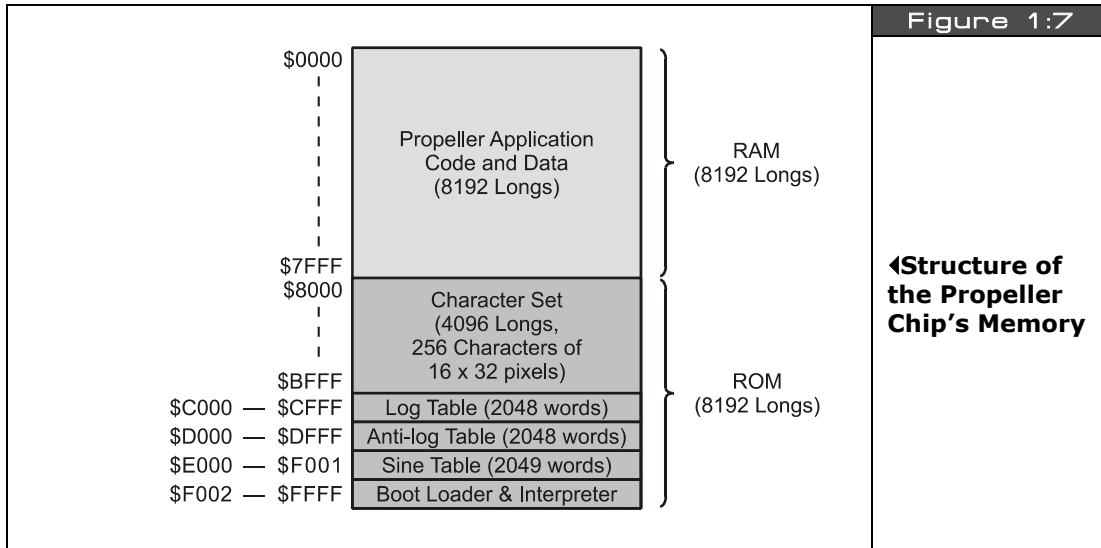 Figure 1:7
$0000
Propeller Application
Code and Data
(8192 Longs)
RAM
(8192 Longs)
$7FFF
$8000
Character Set
(4096 Longs,
256 Characters of
16 x 32 pixels)
$BFFF
ROM
(8192 Longs)
$C000 — $CFFF Log Table (2048 words)
$D000 — $DFFF Anti-log Table (2048 words)
$E000 — $F001 Sine Table (2049 words)
$F002 — $FFFF Boot Loader & Interpreter
Structure of
the Propeller
Chip's Memory